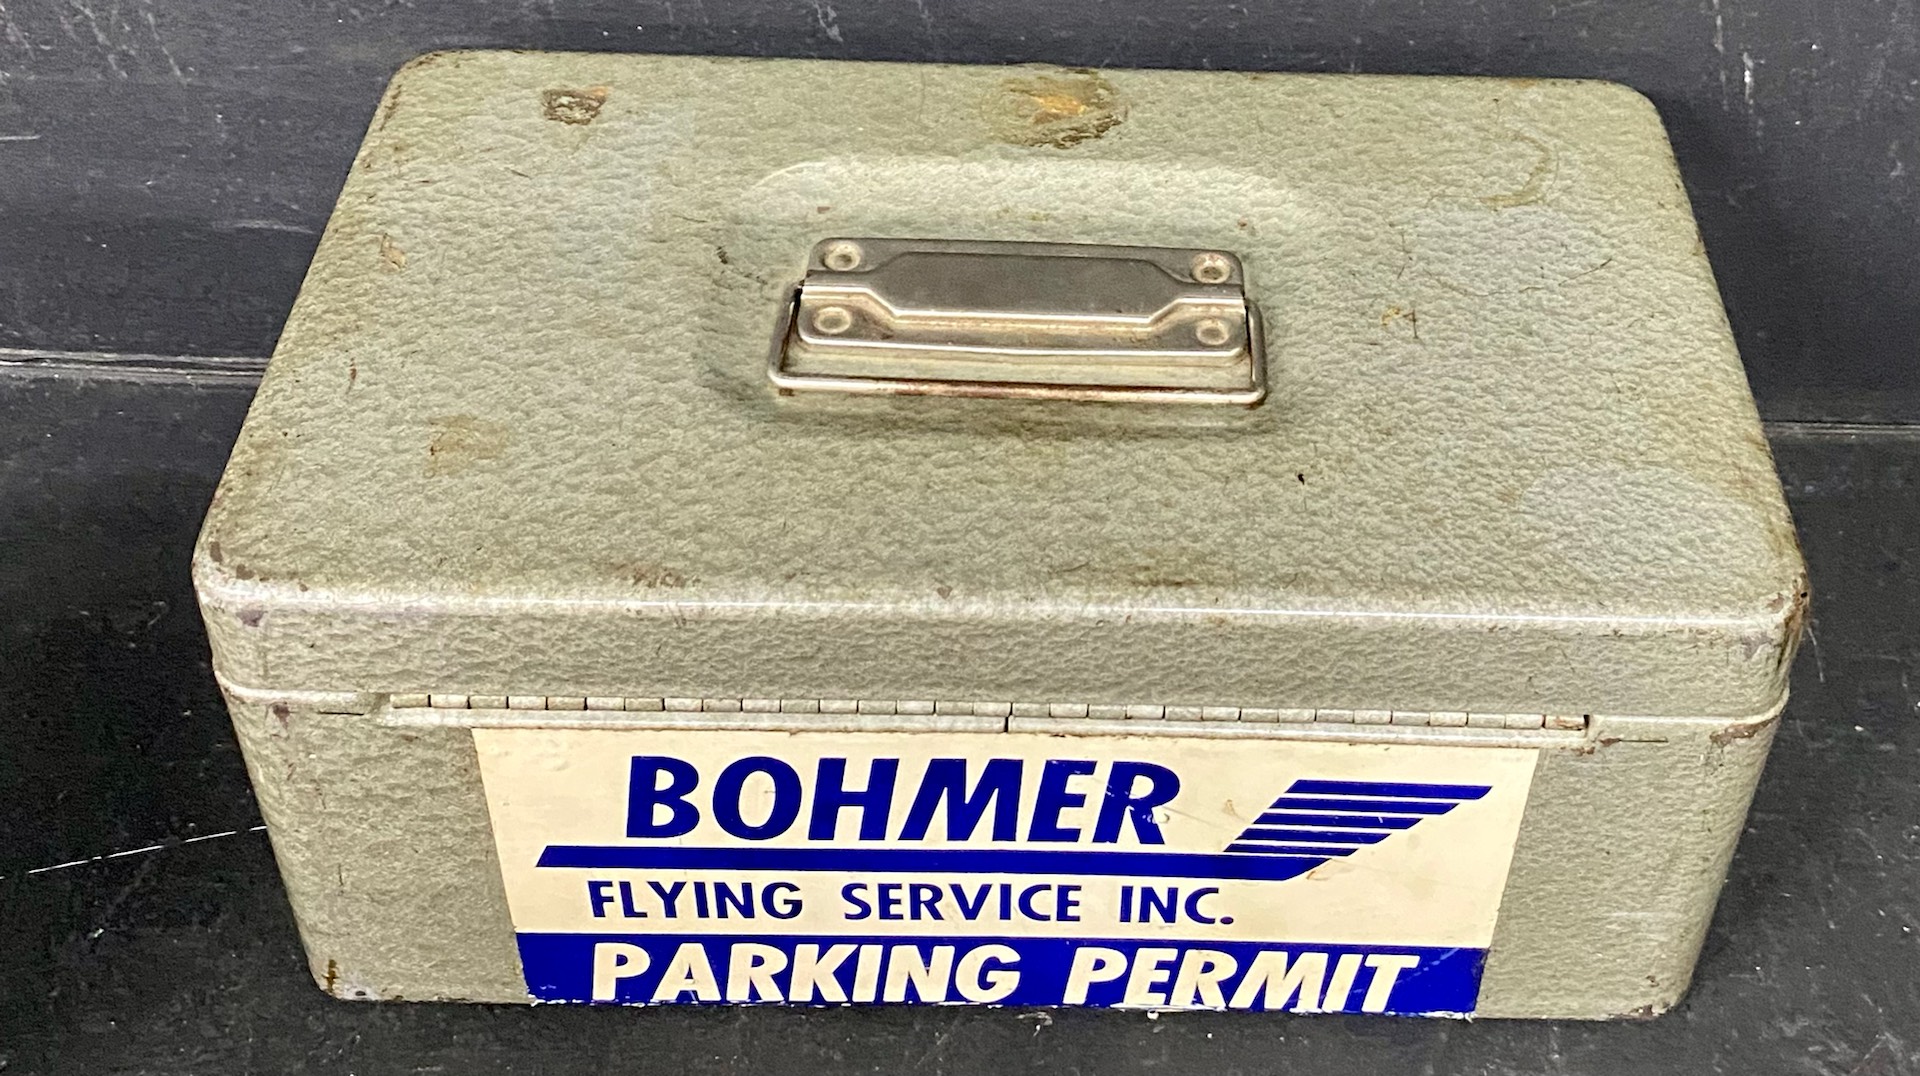 BOHMER
FLYING SERVICE INC.
PARKING PERMIT